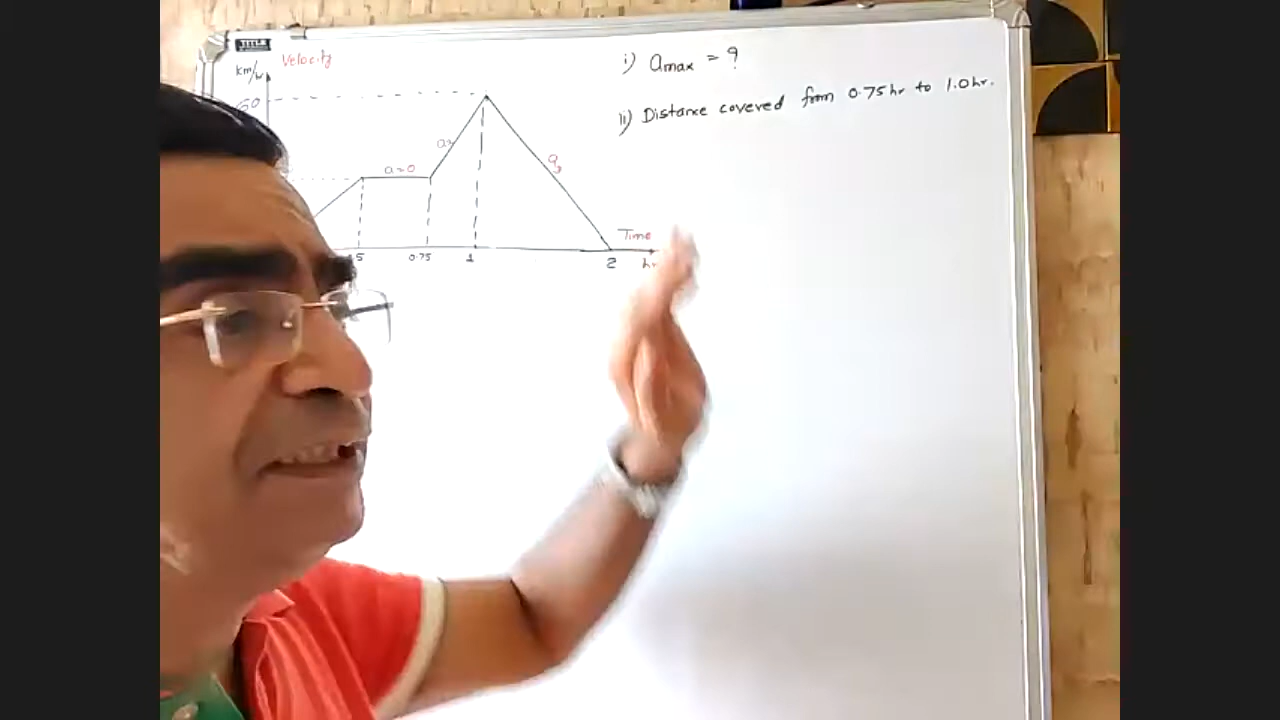 TITLE
Velocity
km/hr
60
a=0
a₂
a₃
.5
0.75
1
2
Time
hr
i) amax = ?
ii) Distance covered from 0.75 hr to 1.0 hr.